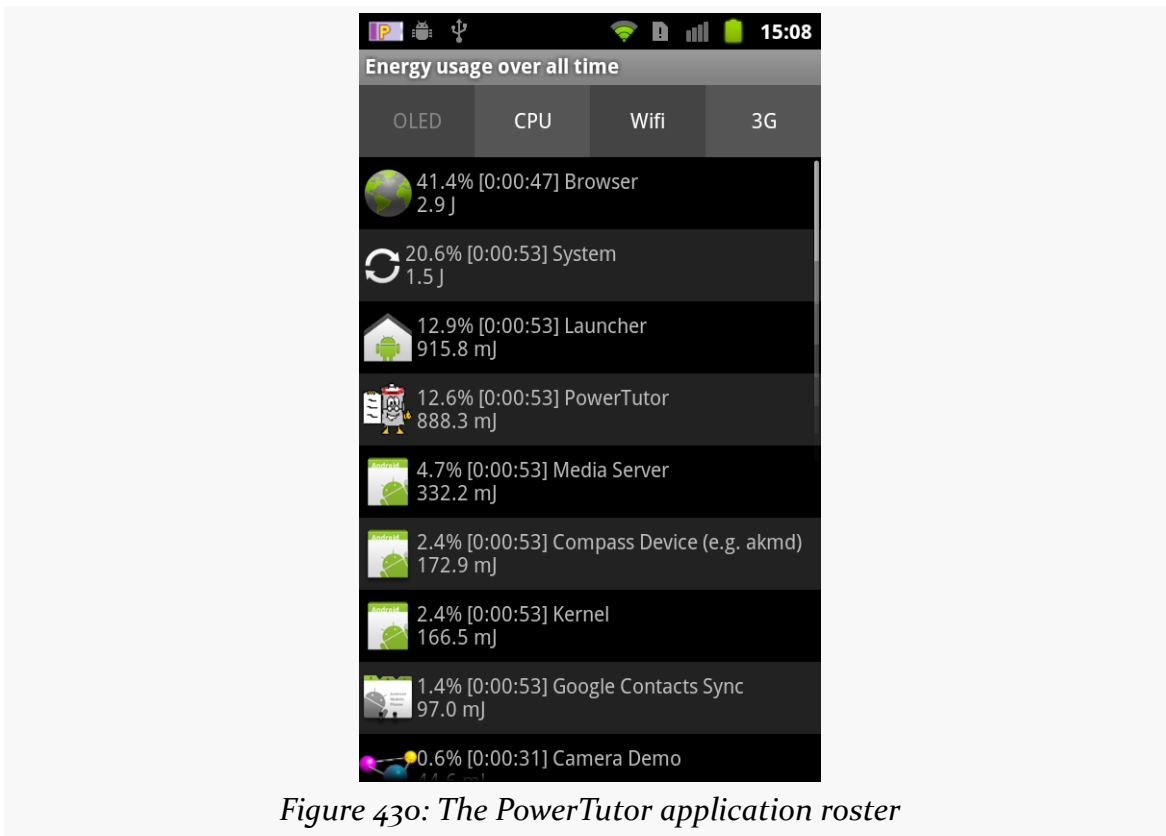 15:08
Energy usage over all time
OLED CPU Wifi 3G
41.4% [0:00:47] Browser
2.9 J
20.6% [0:00:53] System
1.5 J
12.9% [0:00:53] Launcher
915.8 mJ
12.6% [0:00:53] PowerTutor
888.3 mJ
4.7% [0:00:53] Media Server
332.2 mJ
2.4% [0:00:53] Compass Device (e.g. akmd)
172.9 mJ
2.4% [0:00:53] Kernel
166.5 mJ
1.4% [0:00:53] Google Contacts Sync
97.0 mJ
0.6% [0:00:31] Camera Demo
44.6 mJ
Figure 430: The PowerTutor application roster